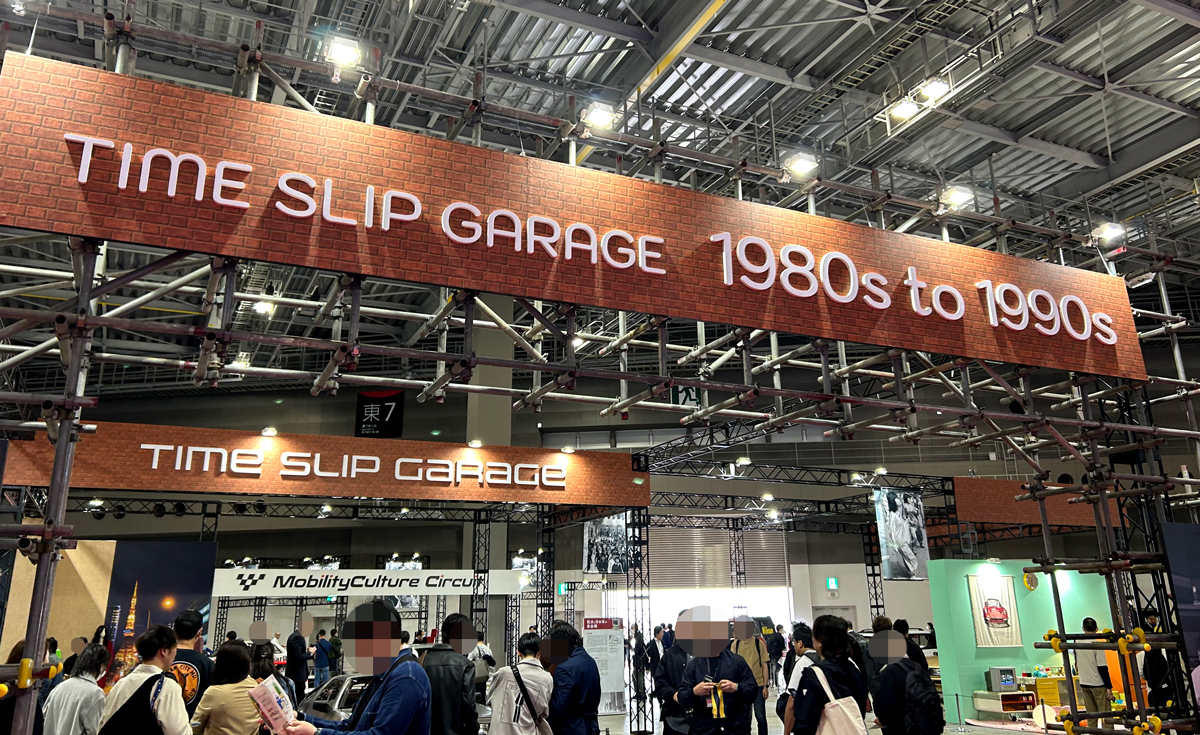 TIME SLIP GARAGE 1980s to 1990s
東7
TIME SLIP GARAGE
MobilityCulture Circuit